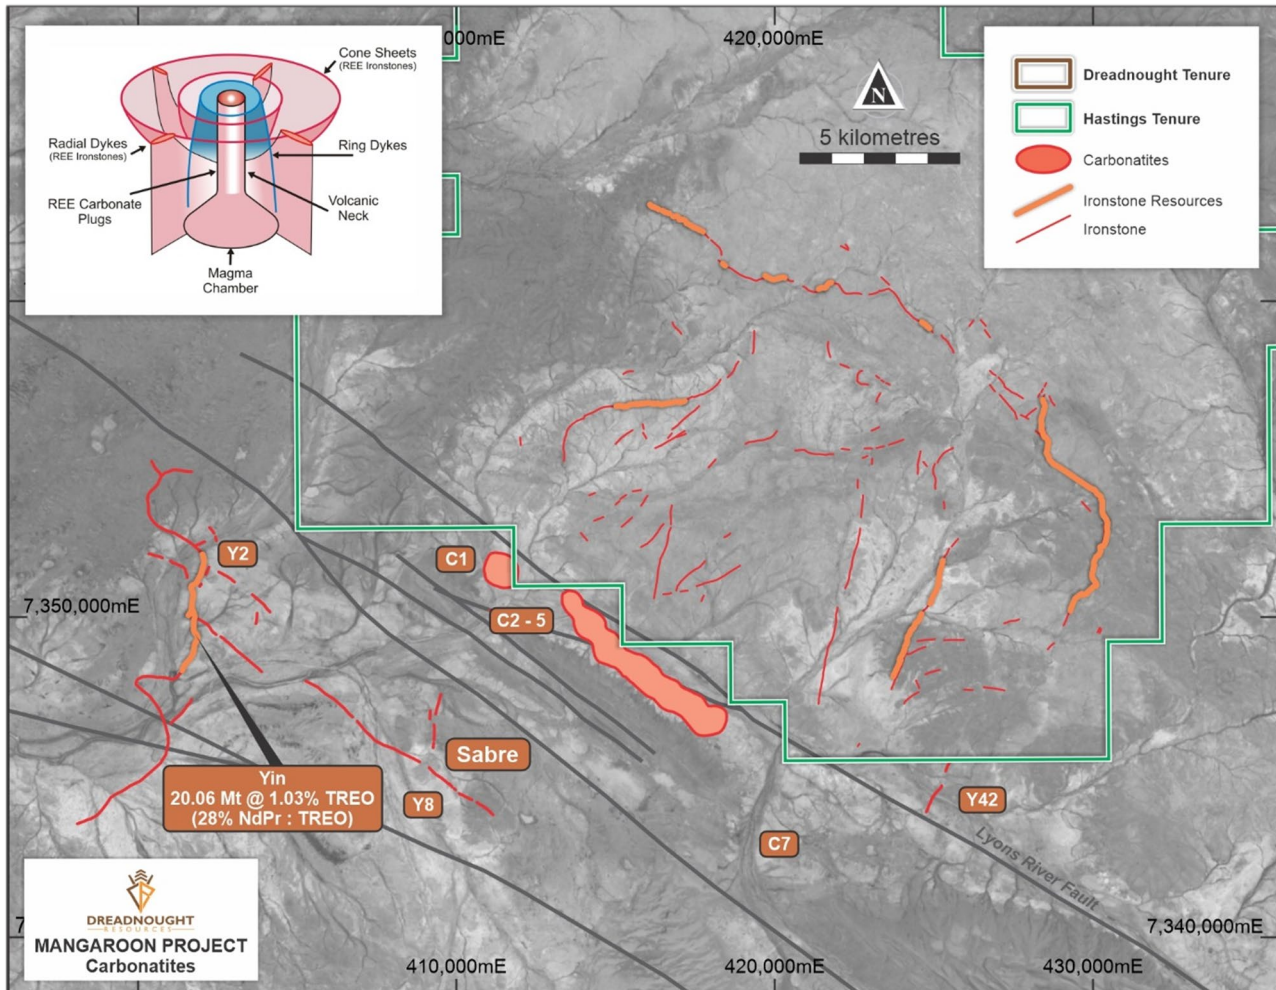 000mE
420,000mE
Cone Sheets
(REE Ironstones)
Radial Dykes
(REE Ironstones)
Ring Dykes
REE Carbonate
Plugs
Volcanic
Neck
Magma
Chamber
N
5 kilometres
Dreadnought Tenure
Hastings Tenure
Carbonatites
Ironstone Resources
Ironstone
Y2
C1
7,350,000mE
C2 - 5
Sabre
Yin
20.06 Mt @ 1.03% TREO
(28% NdPr : TREO)
Y8
Y42
C7
Lyons River Fault
DREADNOUGHT
RESOURCES
MANGAROON PROJECT
Carbonatites
7
7,340,000mE
410,000mE
420,000mE
430,000mE